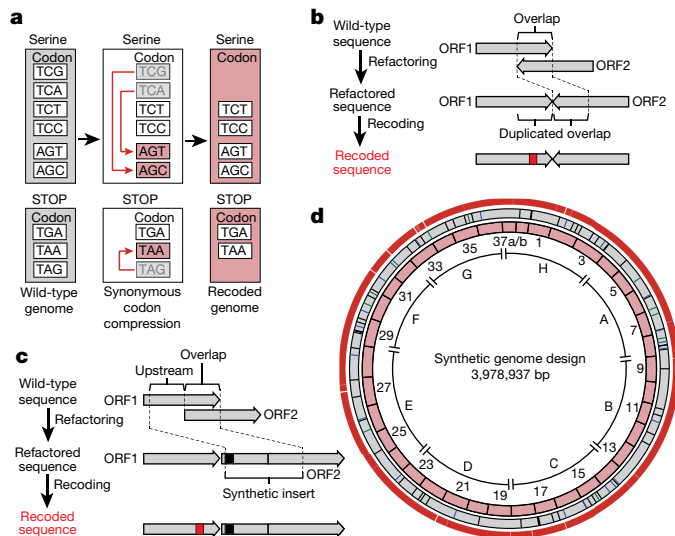 a
Serine
Serine
Serine
Codon
TCG
TCA
TCT
TCC
AGT
AGC
Codon
TCG
TCA
TCT
TCC
AGT
AGC
Codon
TCT
TCC
AGT
AGC
STOP
STOP
STOP
Codon
TGA
TAA
TAG
Codon
TGA
TAA
TAG
Codon
TGA
TAA
Wild-type
genome
Synonymous
codon
compression
Recoded
genome
b
Wild-type
sequence
Refactoring
Refactored
sequence
Recoding
Recoded
sequence
Overlap
ORF1
ORF2
ORF1
ORF2
Duplicated overlap
c
Wild-type
sequence
Refactoring
Refactored
sequence
Recoding
Recoded
sequence
Overlap
Upstream
ORF1
ORF2
ORF1
ORF2
Synthetic insert
d
37a/b
1
3
5
7
9
11
13
15
17
19
21
23
25
27
29
31
33
35
H
A
B
C
D
E
F
G
Synthetic genome design
3,978,937 bp